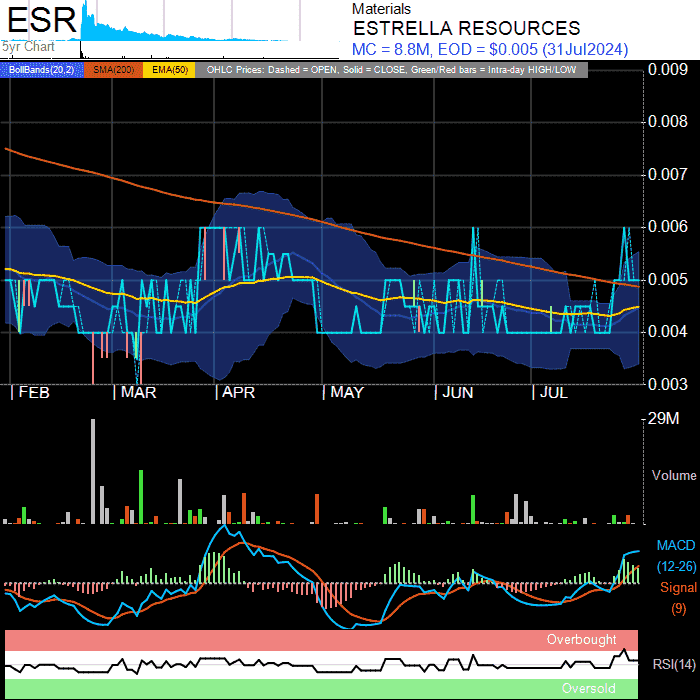 ESR
5yr Chart
Materials
ESTRELLA RESOURCES
MC = 8.8M, EOD = $0.005 (31Jul2024)
BollBands(20,2) SMA(200) EMA(50) OHLC Prices: Dashed = OPEN, Solid = CLOSE, Green/Red bars = Intra-day HIGH/LOW
0.009
0.008
0.007
0.006
0.005
0.004
0.003
FEB MAR APR MAY JUN JUL
29M
Volume
MACD
(12-26)
Signal
(9)
Overbought
RSI(14)
Oversold